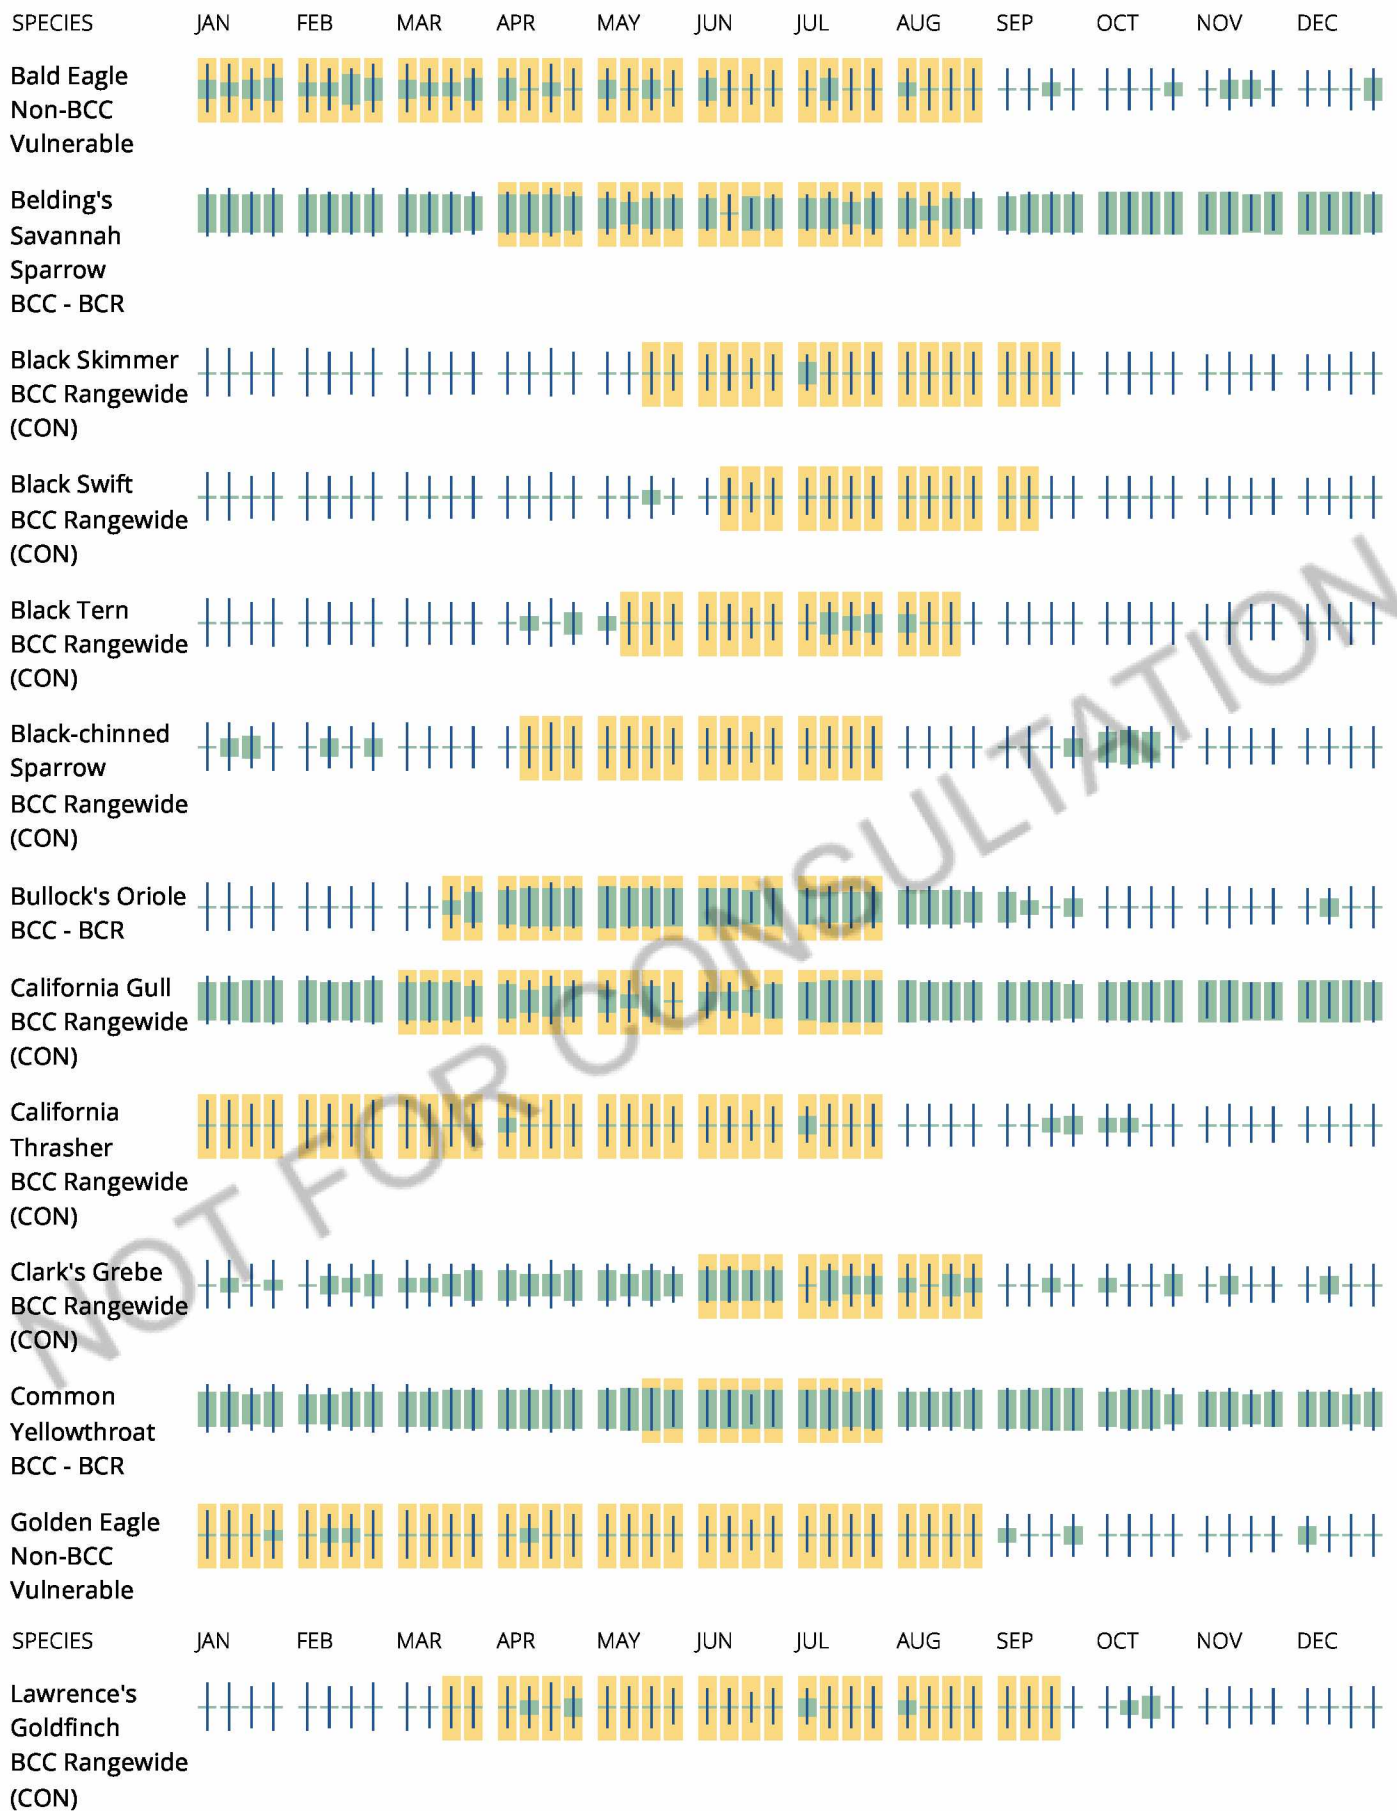 SPECIES JAN FEB MAR APR MAY JUN JUL AUG SEP OCT NOV DEC
Bald Eagle
Non-BCC
Vulnerable
Belding's
Savannah
Sparrow
BCC - BCR
Black Skimmer
BCC Rangewide
(CON)
Black Swift
BCC Rangewide
(CON)
Black Tern
BCC Rangewide
(CON)
Black-chinned
Sparrow
BCC Rangewide
(CON)
Bullock's Oriole
BCC - BCR
California Gull
BCC Rangewide
(CON)
California
Thrasher
BCC Rangewide
(CON)
Clark's Grebe
BCC Rangewide
(CON)
Common
Yellowthroat
BCC - BCR
Golden Eagle
Non-BCC
Vulnerable
SPECIES JAN FEB MAR APR MAY JUN JUL AUG SEP OCT NOV DEC
Lawrence's
Goldfinch
BCC Rangewide
(CON)
NOT FOR CONSULTATION